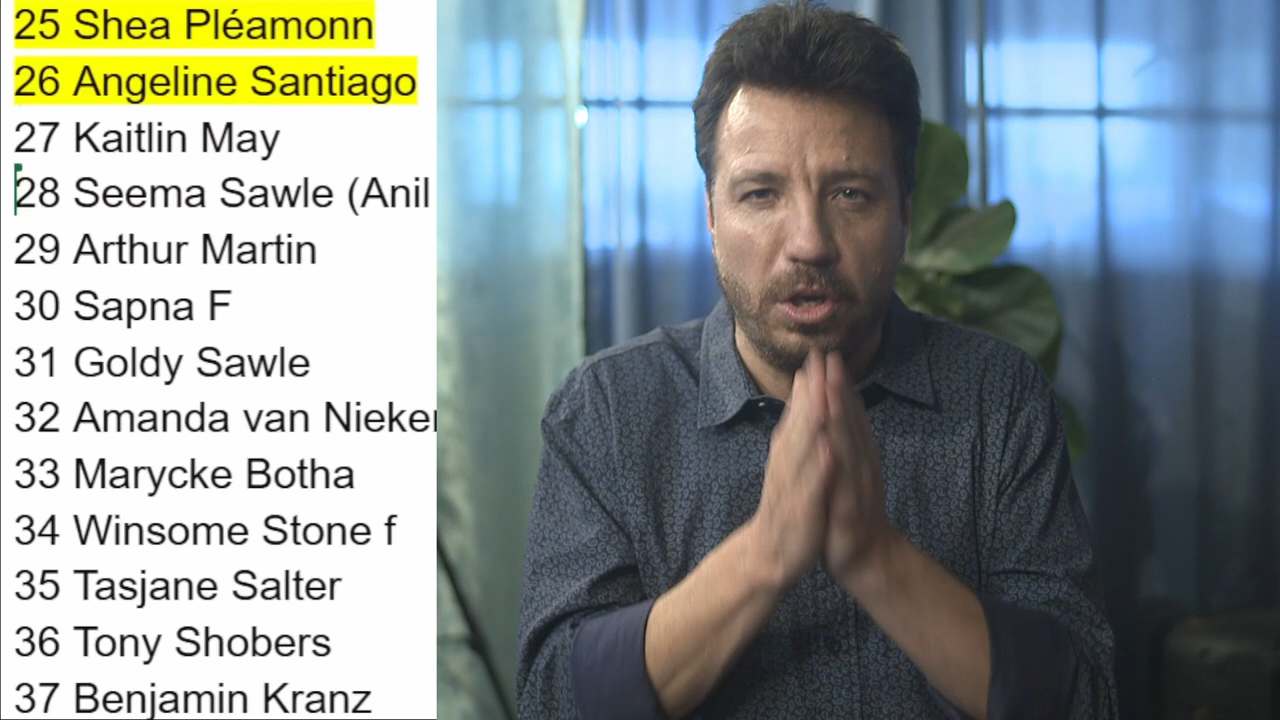 25 Shea Pléamonn
26 Angeline Santiago
27 Kaitlin May
28 Seema Sawle (Anil
29 Arthur Martin
30 Sapna F
31 Goldy Sawle
32 Amanda van
33 Marycke Botha
34 Winsome Stone f
35 Tasjane Salter
36 Tony Shobers
37 Benjamin Kranz